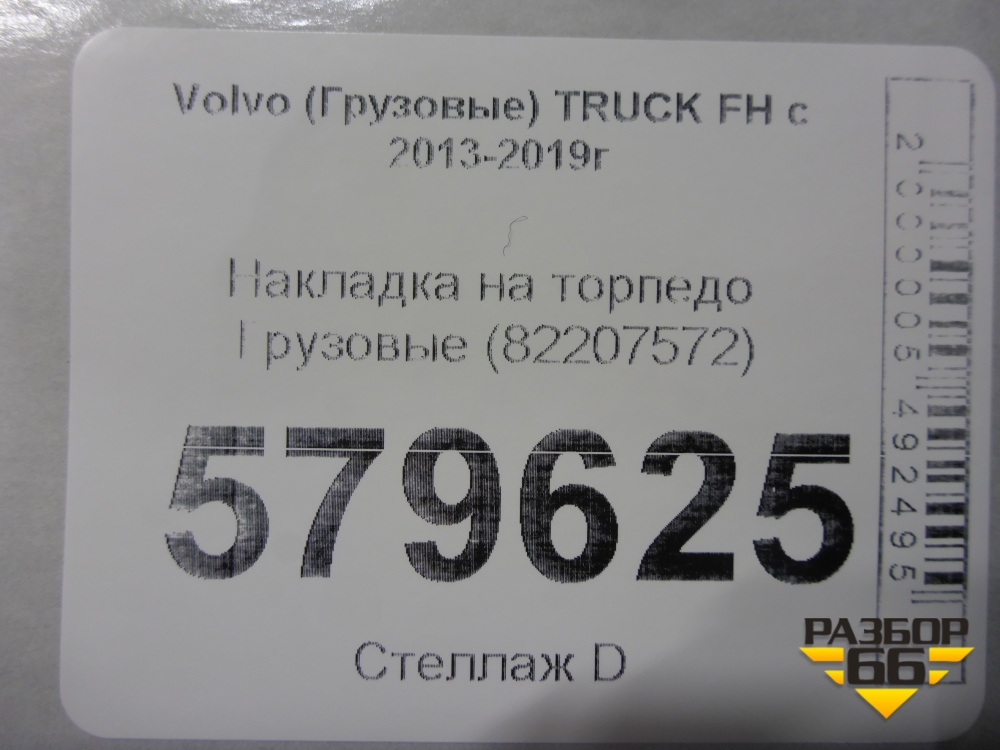 Volvo (Грузовые) TRUCK FH с
2013-2019г
Накладка на торпедо
Грузовые (82207572)
579625
Стеллаж D
2000005492495
РАЗБОР
66